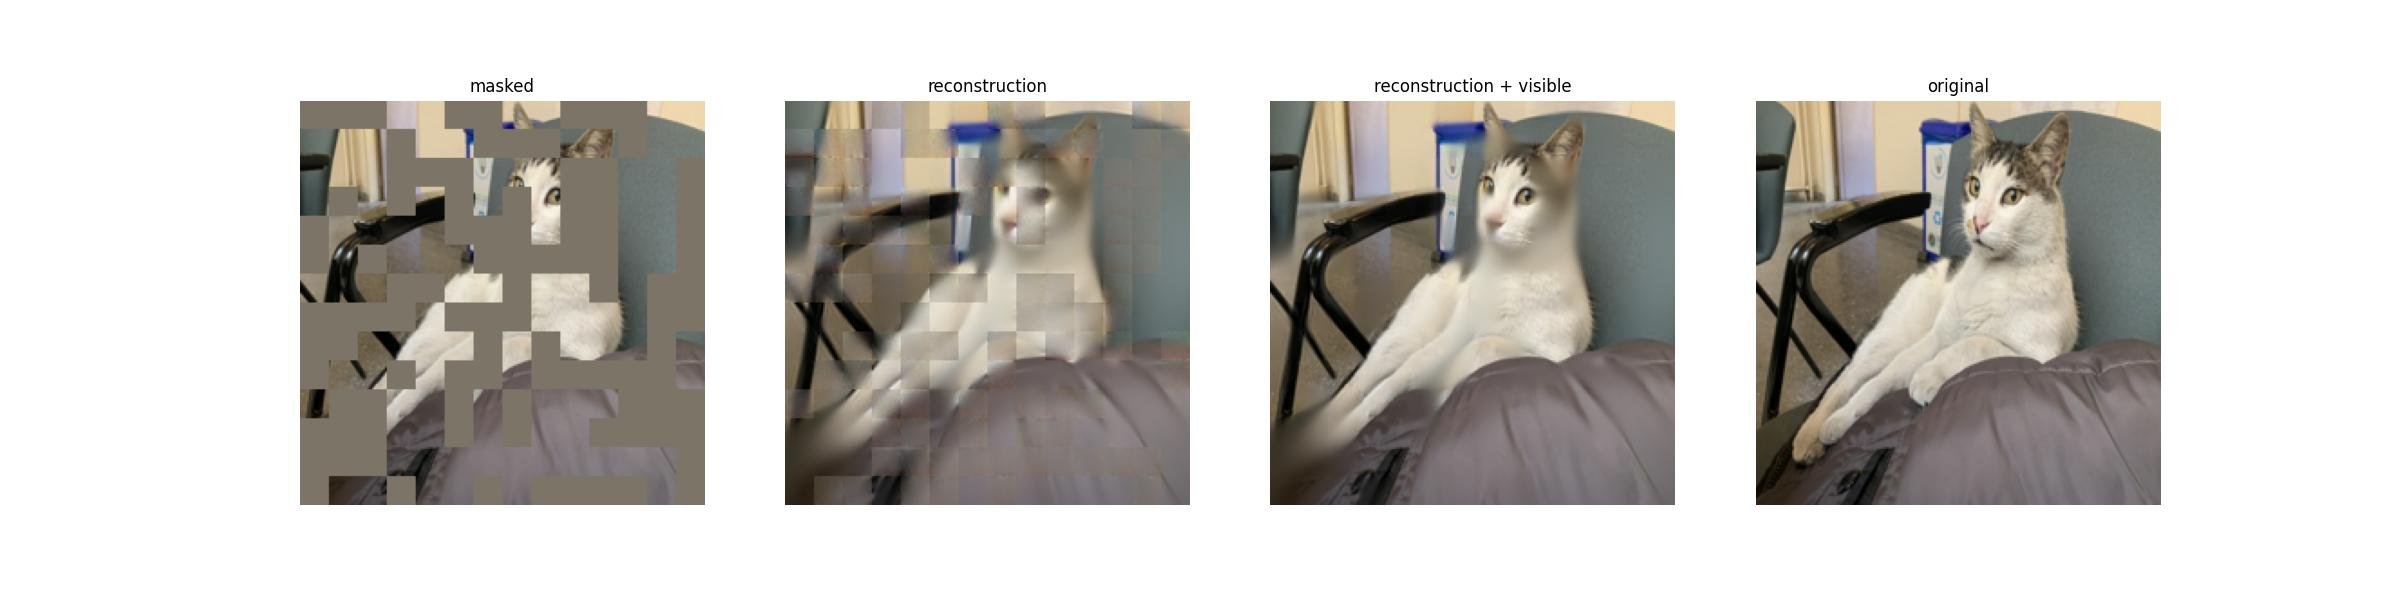 masked
reconstruction
reconstruction + visible
original